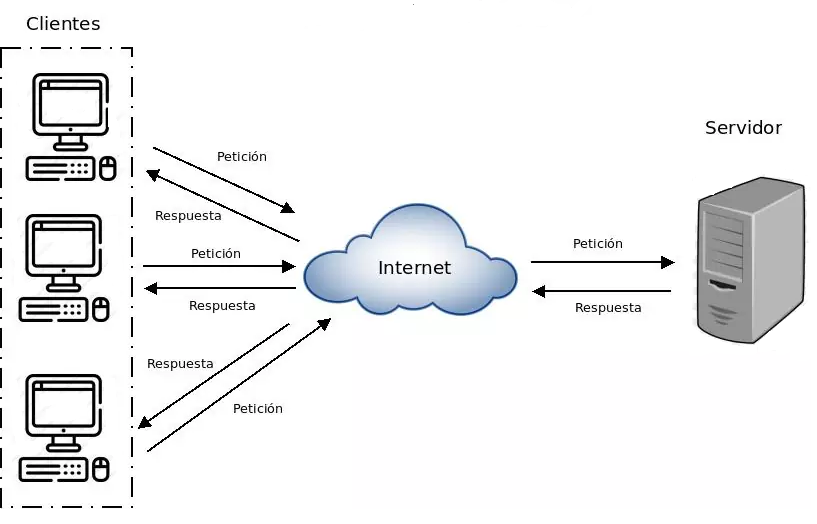 Clientes
Servidor
Petición
Respuesta
Petición
Respuesta
Internet
Petición
Respuesta
Respuesta
Petición